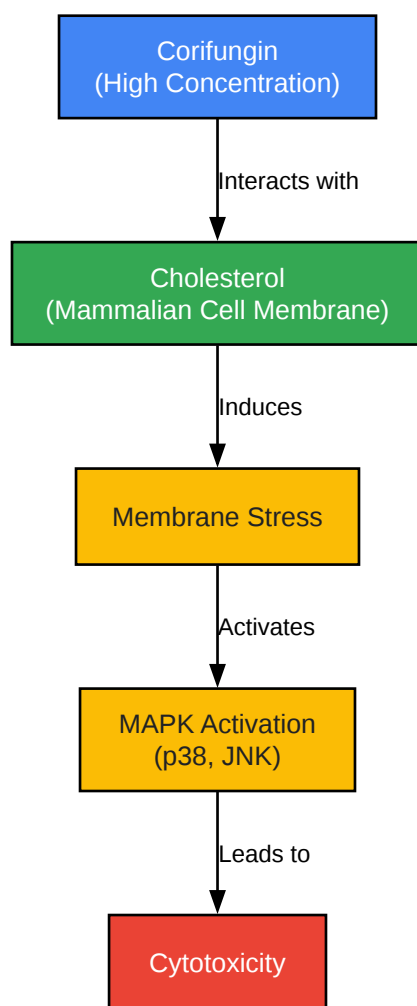 Corifungin
(High Concentration)
Interacts with
Cholesterol
(Mammalian Cell Membrane)
Induces
Membrane Stress
Activates
MAPK Activation
(p38, JNK)
Leads to
Cytotoxicity